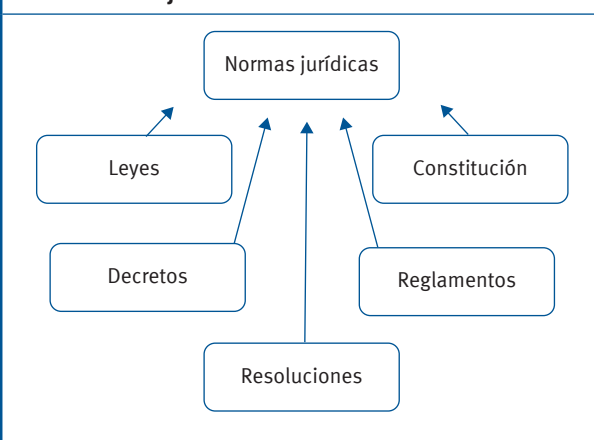 Normas jurídicas
Leyes
Constitución
Decretos
Reglamentos
Resoluciones